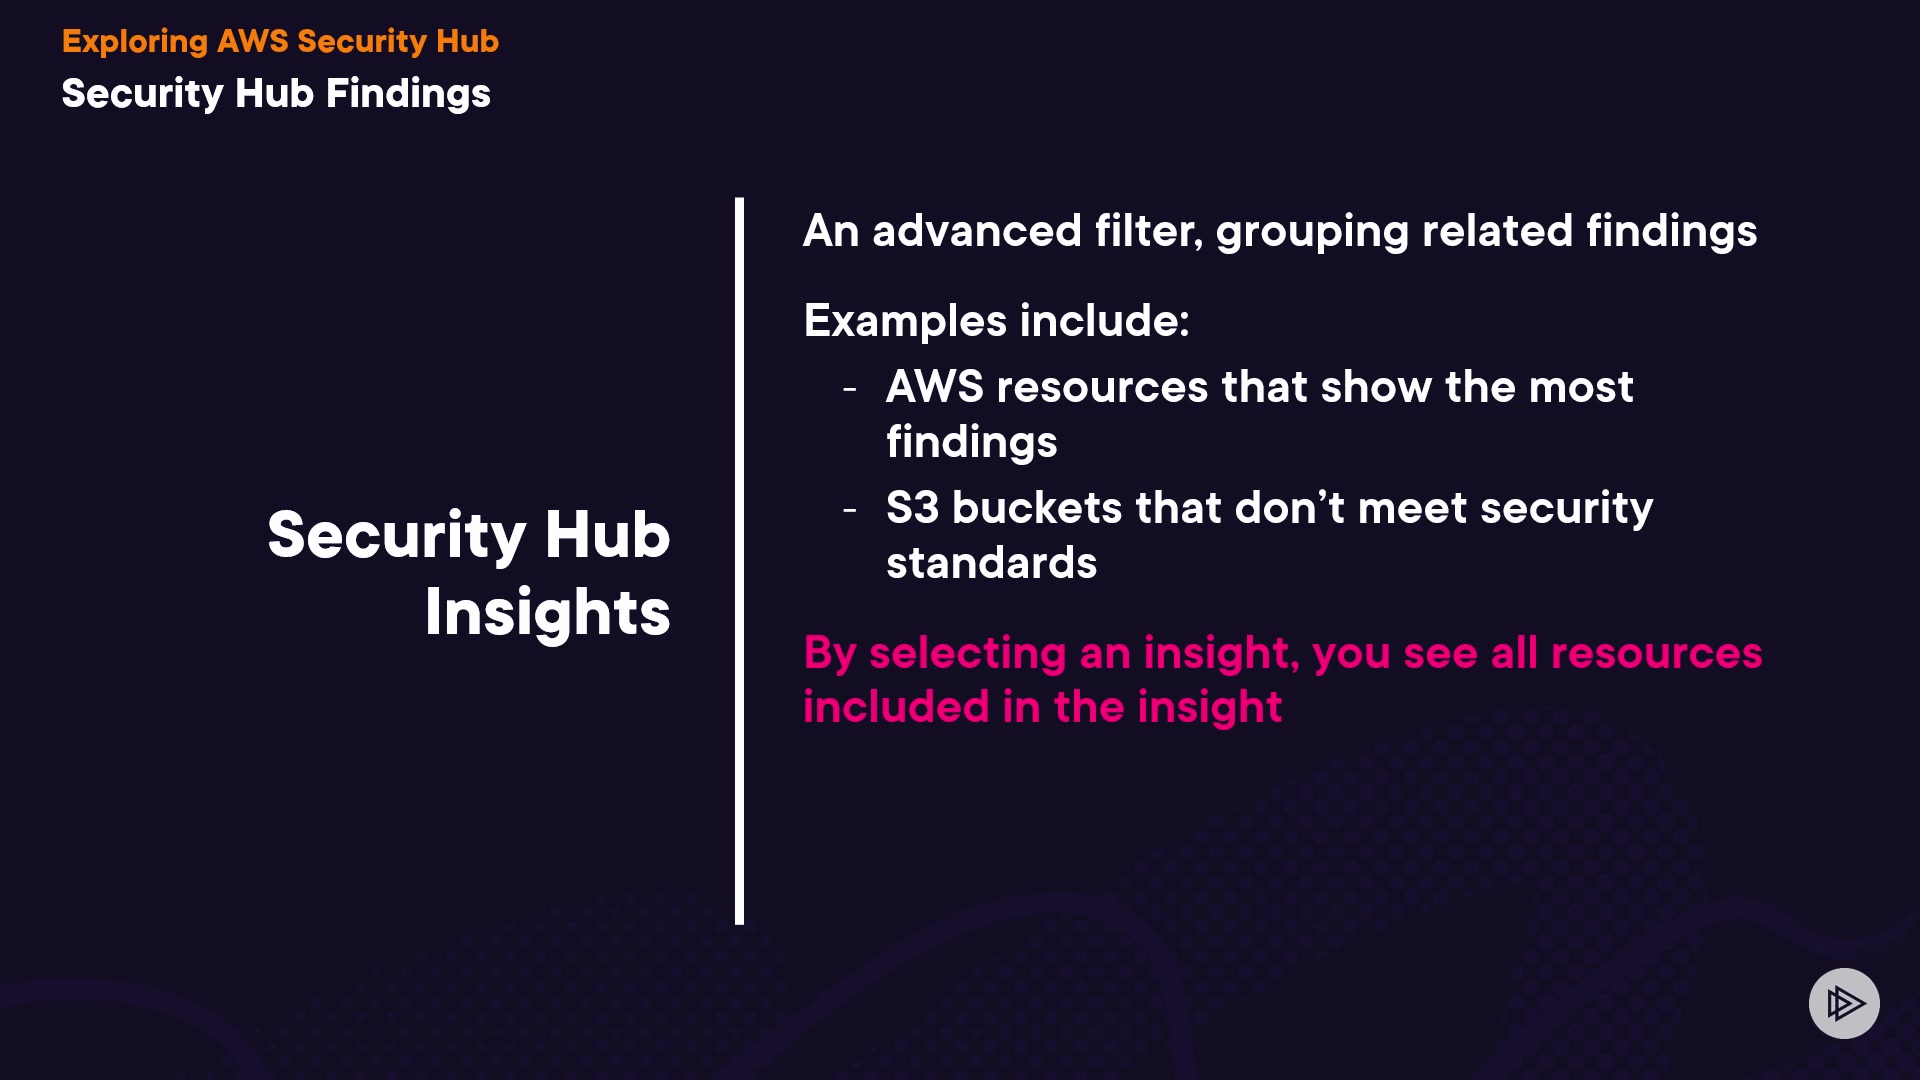 Exploring AWS Security Hub
Security Hub Findings
Security Hub
Insights
An advanced filter, grouping related findings
Examples include:
- AWS resources that show the most
findings
- S3 buckets that don’t meet security
standards
By selecting an insight, you see all resources
included in the insight